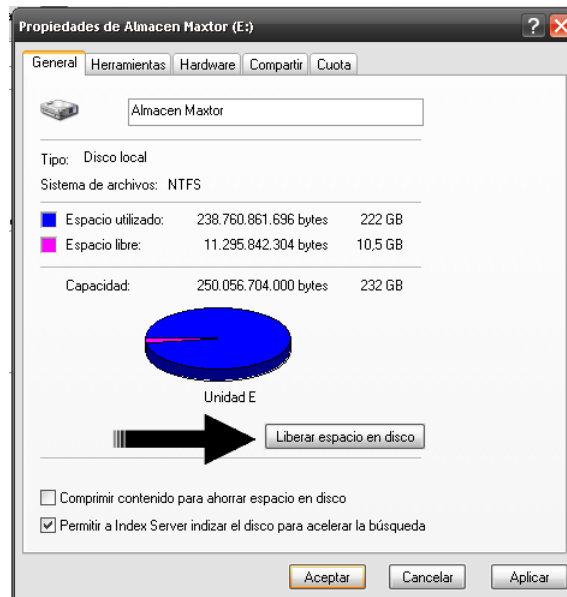 Propiedades de Almacen Maxtor (E:)
General Herramientas Hardware Compartir Cuota
Almacen Maxtor
Tipo: Disco local
Sistema de archivos: NTFS
Espacio utilizado: 238.760.861.696 bytes 222 GB
Espacio libre: 11.295.842.304 bytes 10,5 GB
Capacidad: 250.056.704.000 bytes 232 GB
Unidad E
Liberar espacio en disco
Comprimir contenido para ahorrar espacio en disco
Permitir a Index Server indizar el disco para acelerar la búsqueda
Aceptar Cancelar Aplicar